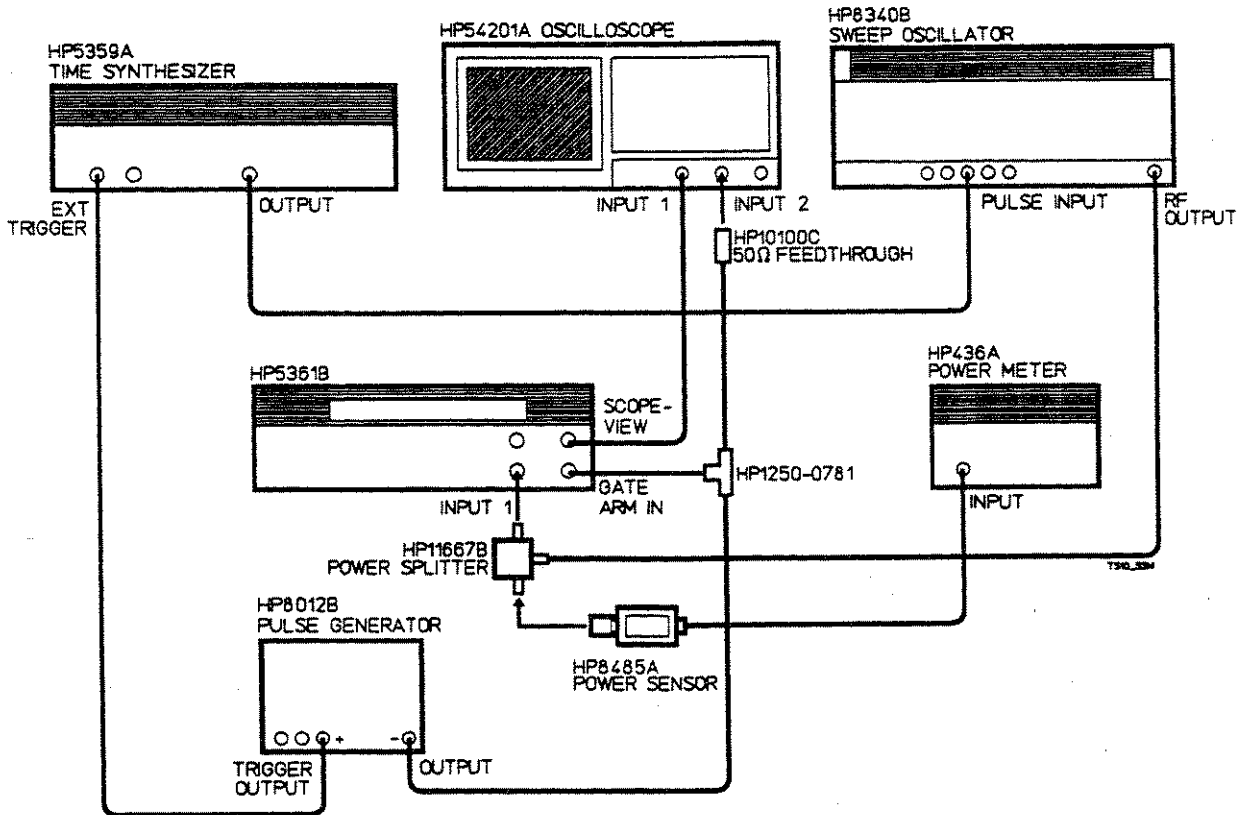 HP5359A
TIME SYNTHESIZER
HP54201A OSCILLOSCOPE
HP8340B
SWEEP OSCILLATOR
EXT
TRIGGER
OUTPUT
INPUT 1
INPUT 2
PULSE INPUT
RF
OUTPUT
HP10100C
50Ω FEEDTHROUGH
HP5361B
SCOPE-
VIEW
HP436A
POWER METER
INPUT 1
GATE
ARM IN
HP1250-0781
INPUT
HP11667B
POWER SPLITTER
HP8012B
PULSE GENERATOR
HP8485A
POWER SENSOR
+
-
TRIGGER
OUTPUT
OUTPUT